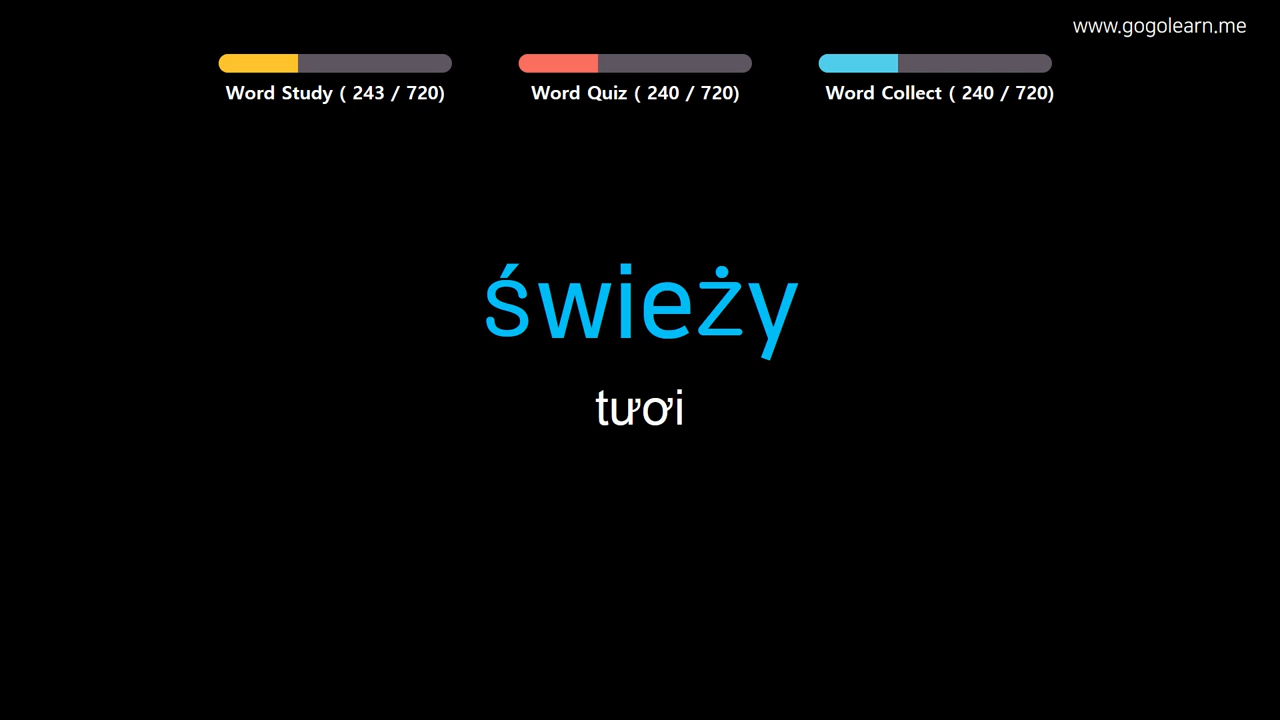 www.gogolearn.me
Word Study ( 243 / 720)
Word Quiz ( 240 / 720)
Word Collect ( 240 / 720)
świeży
tươi